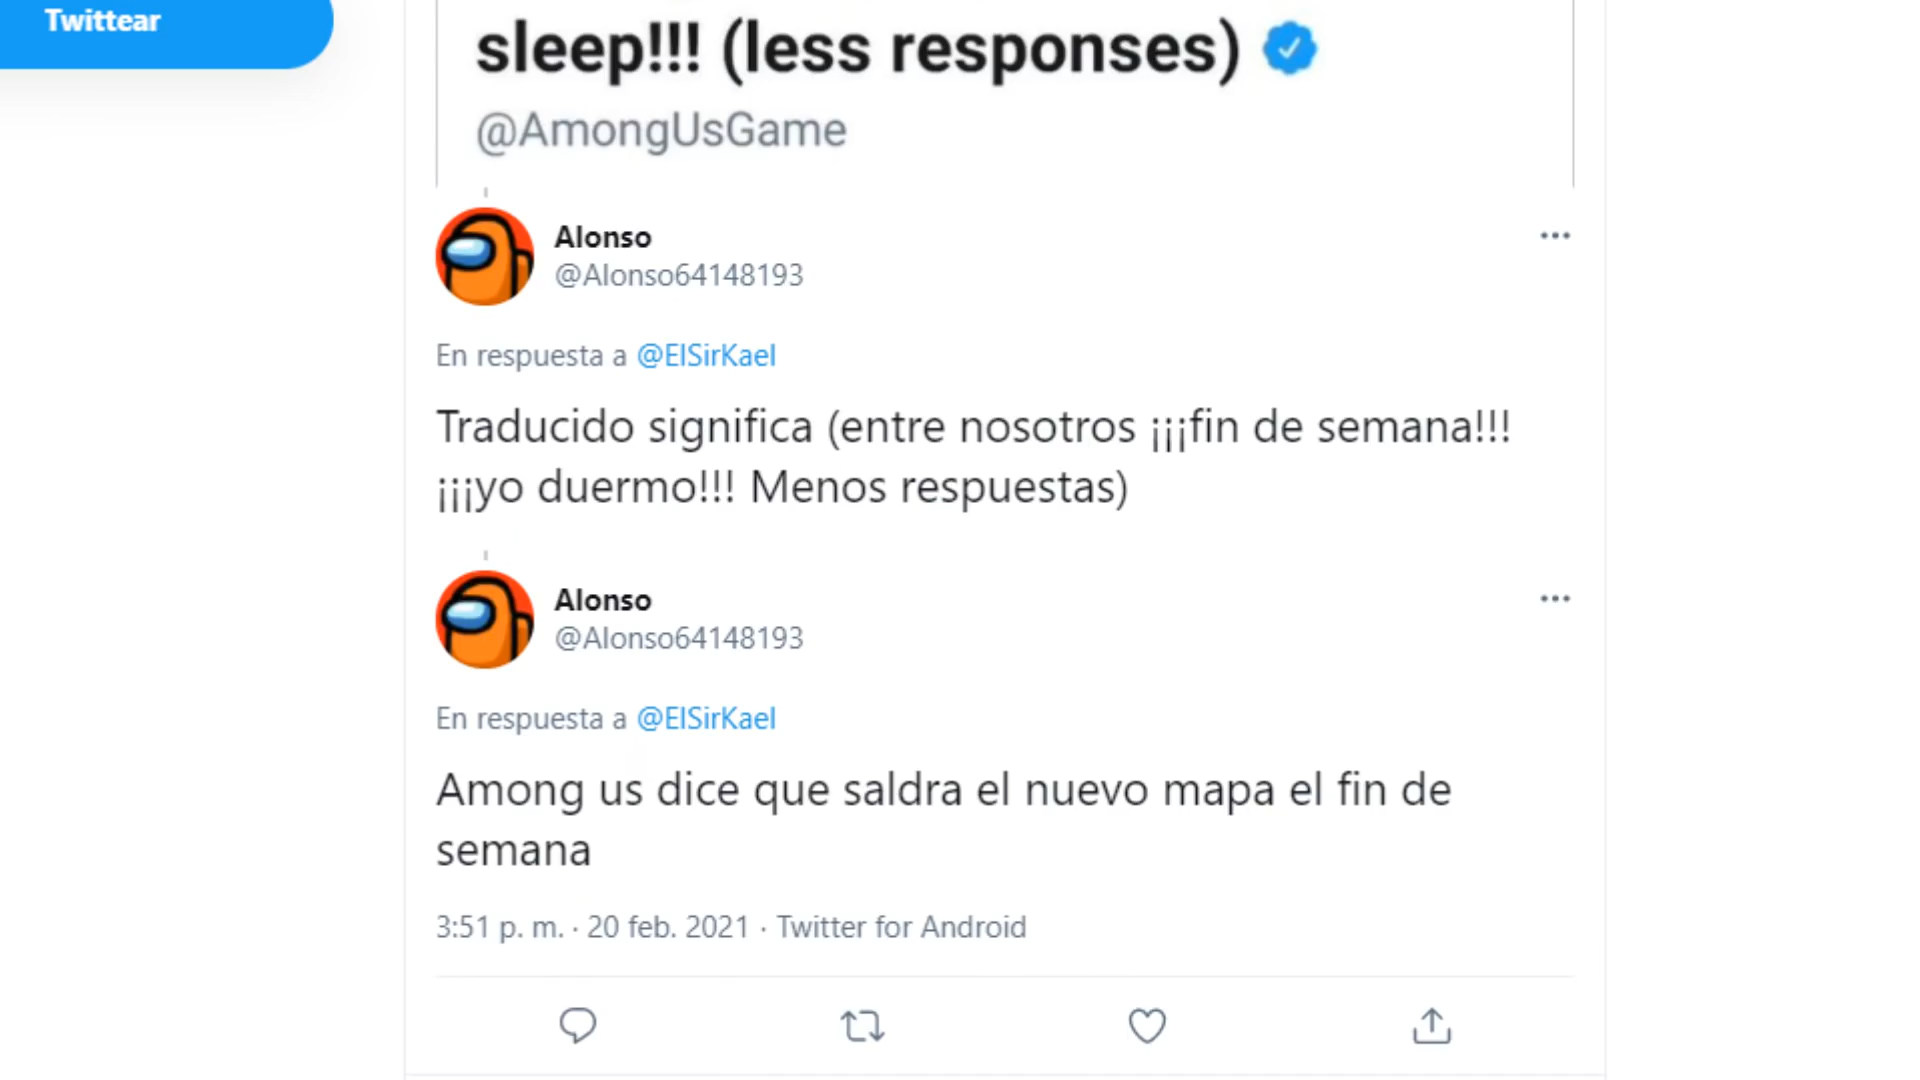 Twittear
sleep!!! (less responses)
@AmongUsGame
Alonso
@Alonso64148193
En respuesta a @ElSirKael
Traducido significa (entre nosotros ¡¡¡fin de semana!!!
¡¡¡yo duermo!!! Menos respuestas)
Alonso
@Alonso64148193
En respuesta a @ElSirKael
Among us dice que saldra el nuevo mapa el fin de
semana
3:51 p. m. · 20 feb. 2021 · Twitter for Android